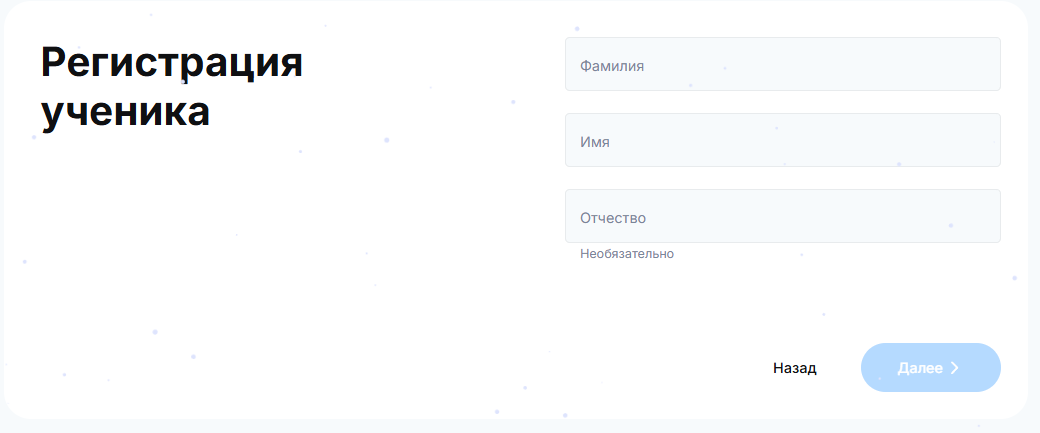 Регистрация
ученика
Фамилия
Имя
Отчество
Необязательно
Назад
Далее